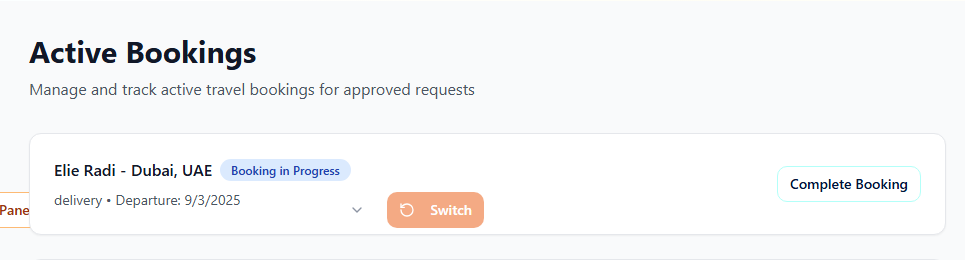 Active Bookings
Manage and track active travel bookings for approved requests
Elie Radi - Dubai, UAE Booking in Progress
Complete Booking
delivery • Departure: 9/3/2025
Pane
Switch